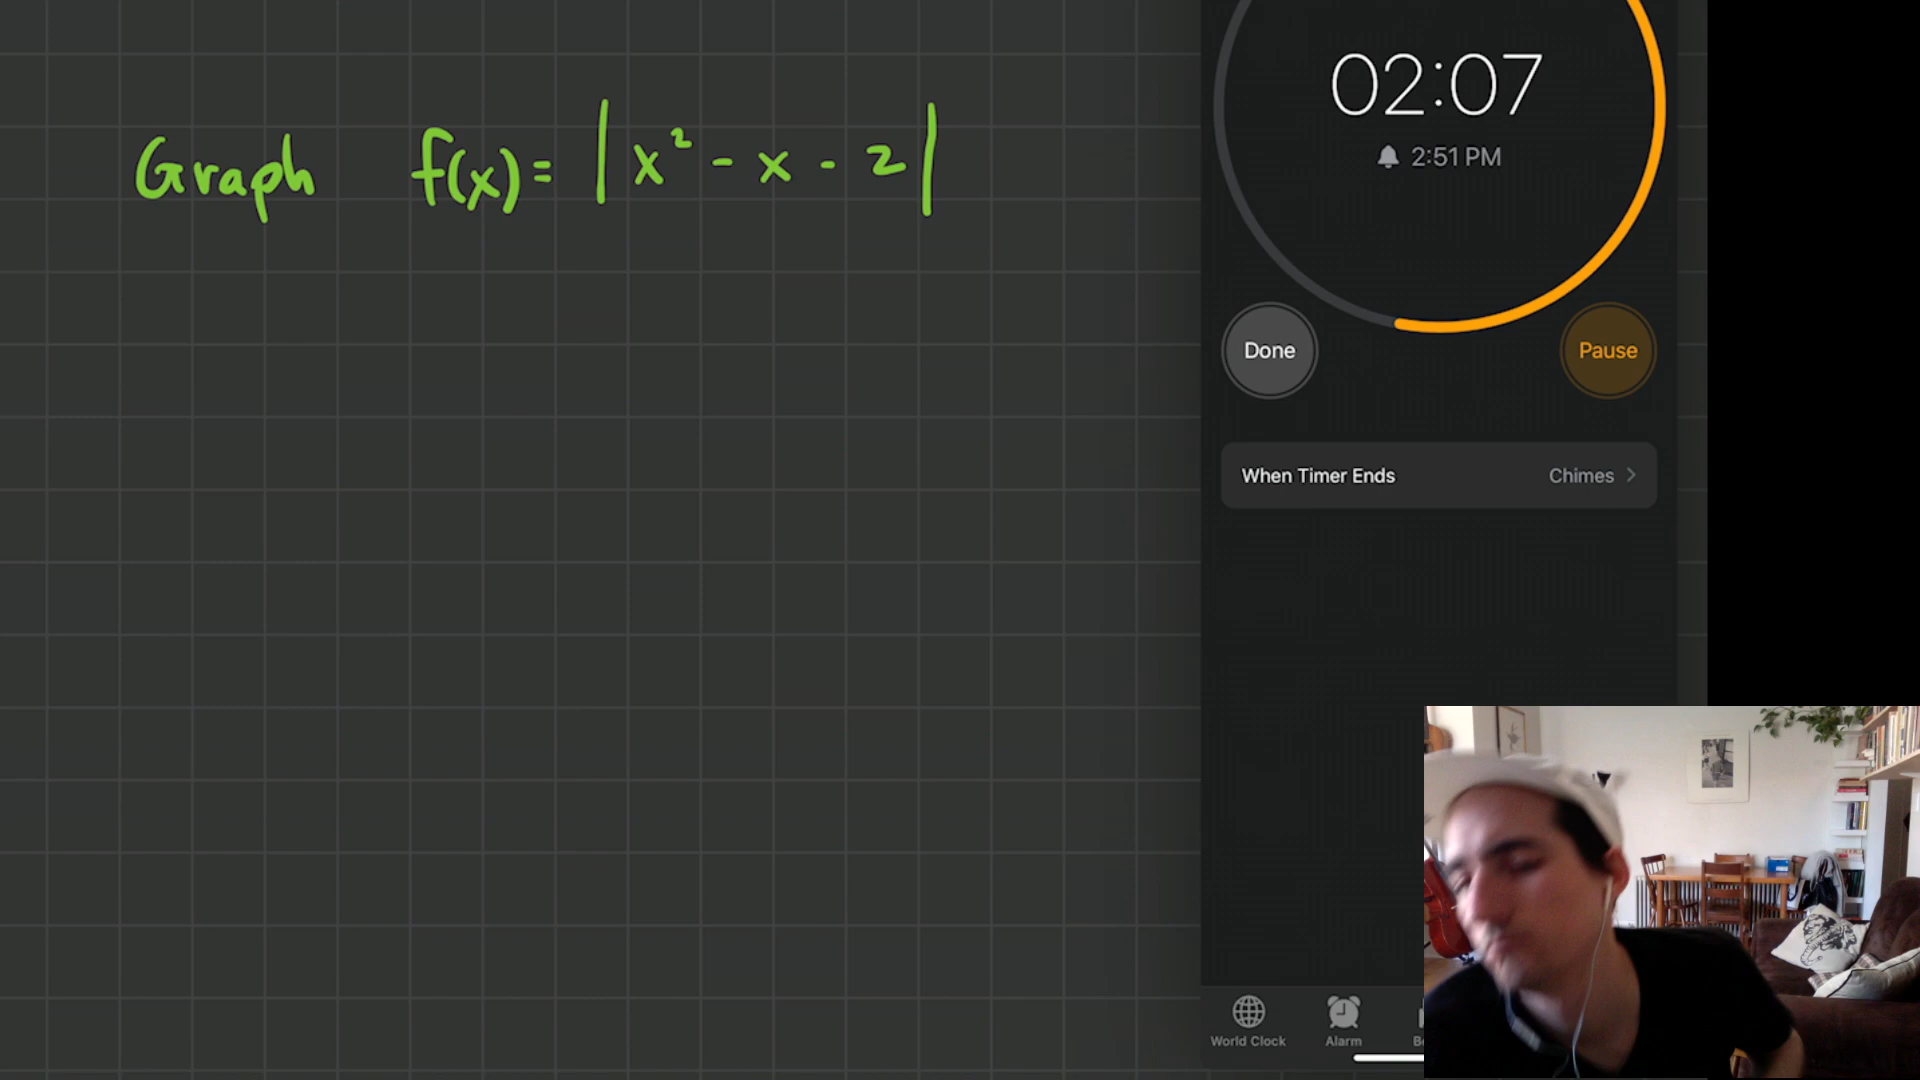 02:07
2:51 PM
Graph f(x) = | x² - x - 2 |
Done
Pause
When Timer Ends
Chimes
World Clock
Alarm